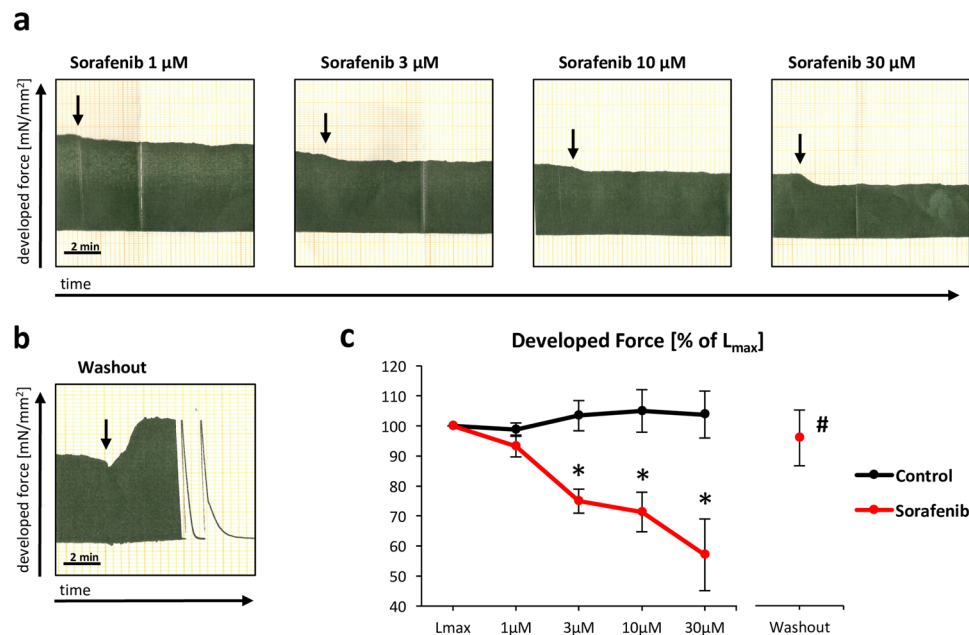 a
Sorafenib 1 µM
Sorafenib 3 µM
Sorafenib 10 µM
Sorafenib 30 µM
developed force [mN/mm²]
2 min
time
b
Washout
developed force [mN/mm²]
2 min
time
c
Developed Force [% of Lmax]
120
110
100
90
80
70
60
50
40
* * *
#
Control
Sorafenib
Lmax 1µM 3µM 10µM 30µM Washout